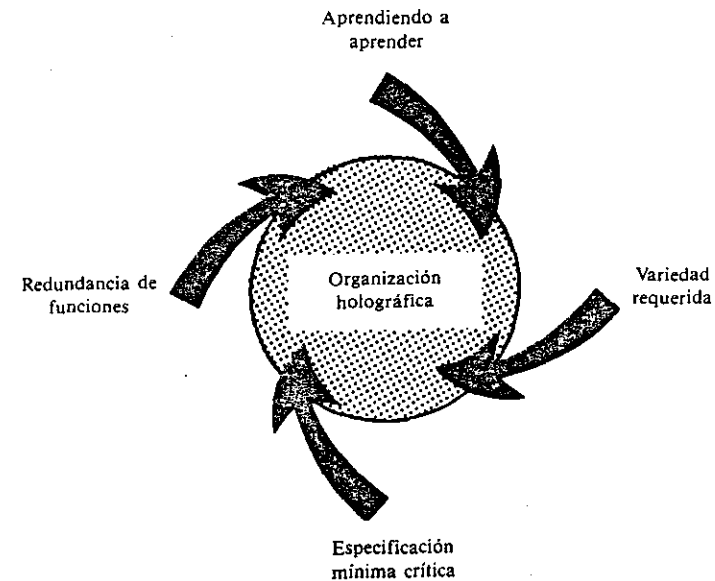 Aprendiendo a
aprender
Redundancia de
funciones
Organización
holográfica
Variedad
requerida
Especificación
mínima crítica